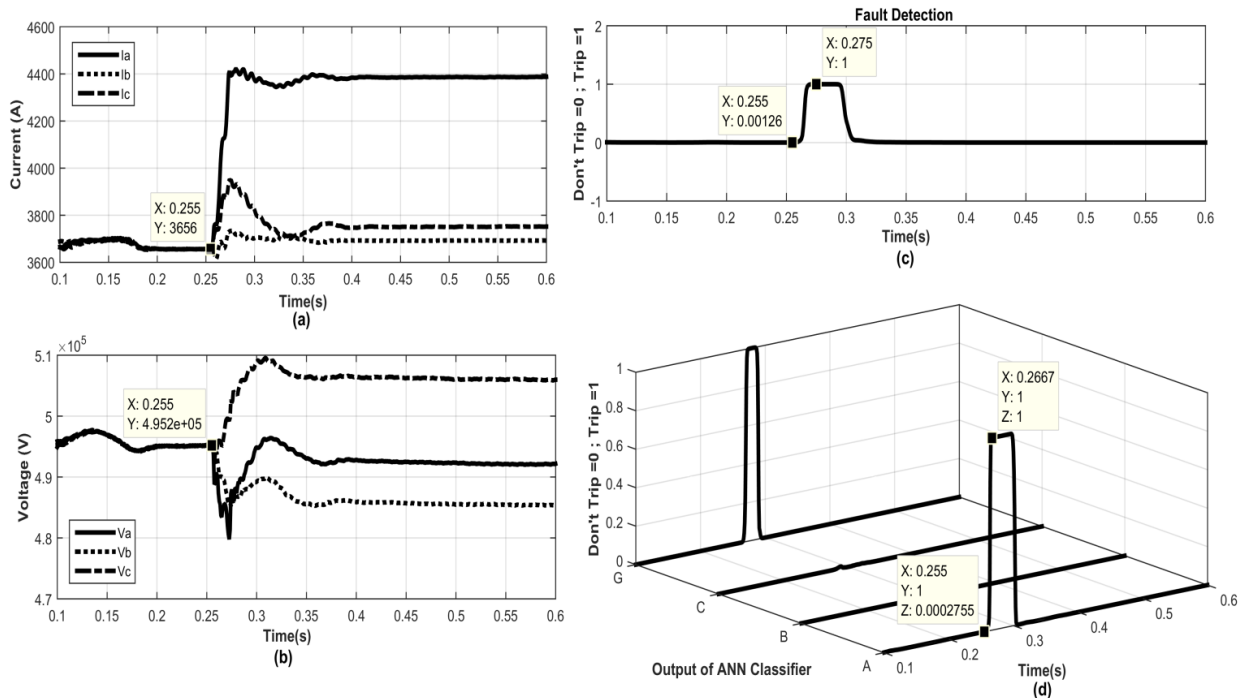 4600
4400
4200
4000
3800
3600
Current (A)
Ia
Ib
Ic
X: 0.255
Y: 3656
0.1 0.15 0.2 0.25 0.3 0.35 0.4 0.45 0.5 0.55 0.6
Time(s)
(a)
×10⁵
5.1
5
4.9
4.8
4.7
Voltage (V)
X: 0.255
Y: 4.952e+05
Va
Vb
Vc
0.1 0.15 0.2 0.25 0.3 0.35 0.4 0.45 0.5 0.55 0.6
Time(s)
(b)
Fault Detection
Don't Trip =0 ; Trip =1
2
1
0
-1
X: 0.275
Y: 1
X: 0.255
Y: 0.00126
0.1 0.15 0.2 0.25 0.3 0.35 0.4 0.45 0.5 0.55 0.6
Time(s)
(c)
Don't Trip =0 ; Trip =1
1
0.8
0.6
0.4
0.2
0
X: 0.2667
Y: 1
Z: 1
X: 0.255
Y: 1
Z: 0.0002755
G
C
B
A
0.1 0.2 0.3 0.4 0.5 0.6
Output of ANN Classifier
Time(s)
(d)